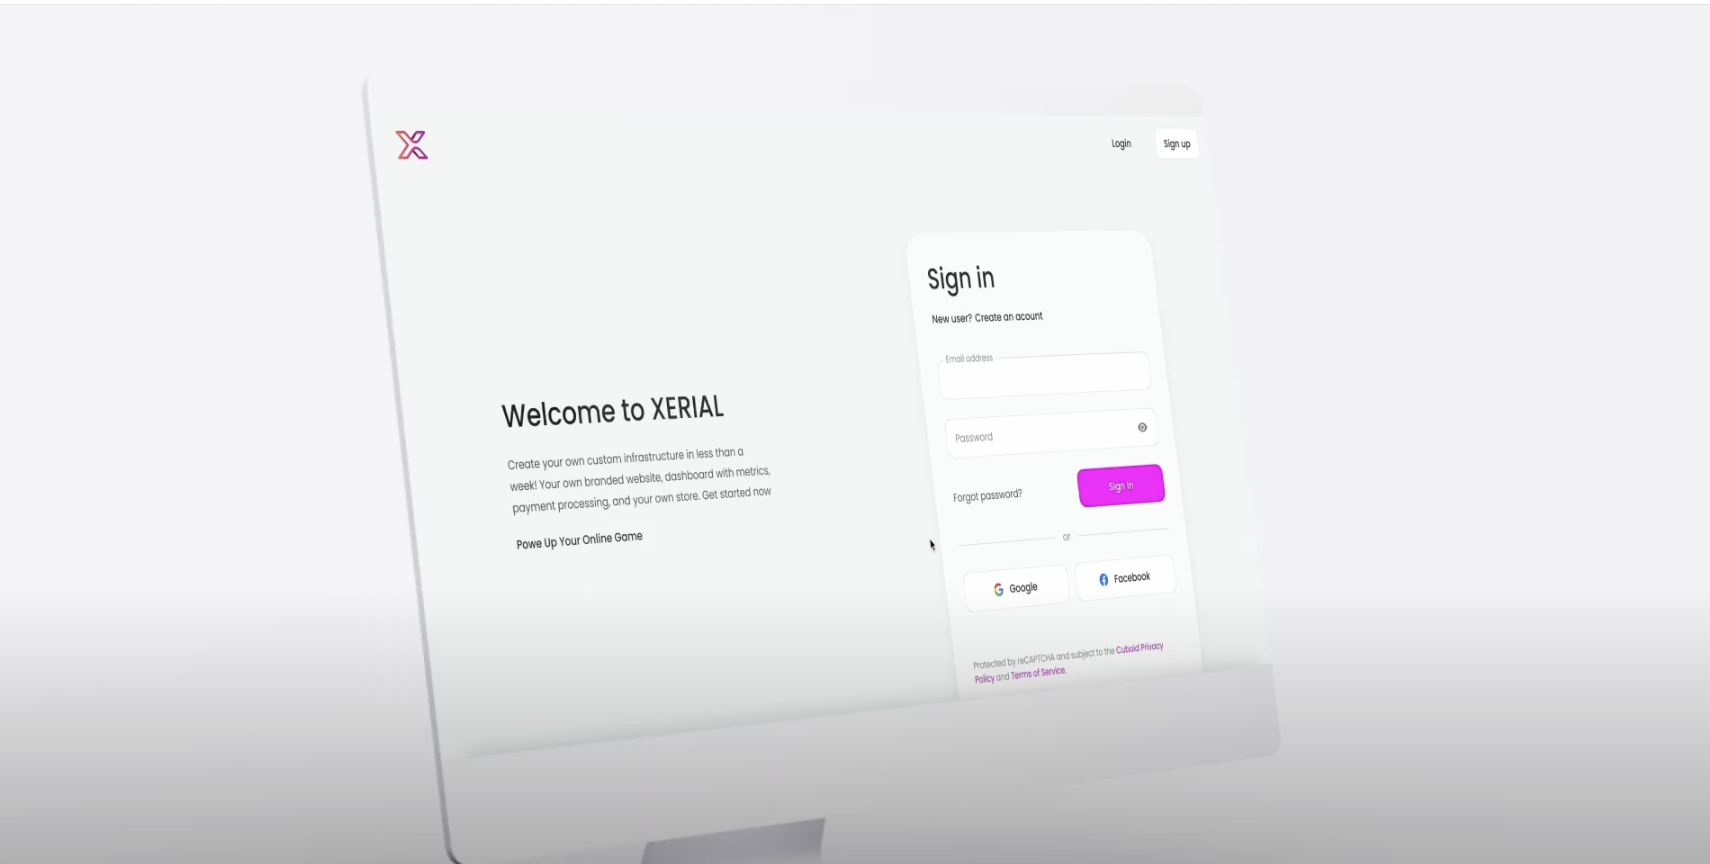 Login
Sign up
Sign in
New user? Create an acount
Email address
Password
Forgot password?
Sign In
or
Google
Facebook
Protected by reCAPTCHA and subject to the Cuboid Privacy
Policy and Terms of Service.
Welcome to XERIAL
Create your own custom infrastructure in less than a
week! Your own branded website, dashboard with metrics,
payment processing, and your own store. Get started now
Powe Up Your Online Game